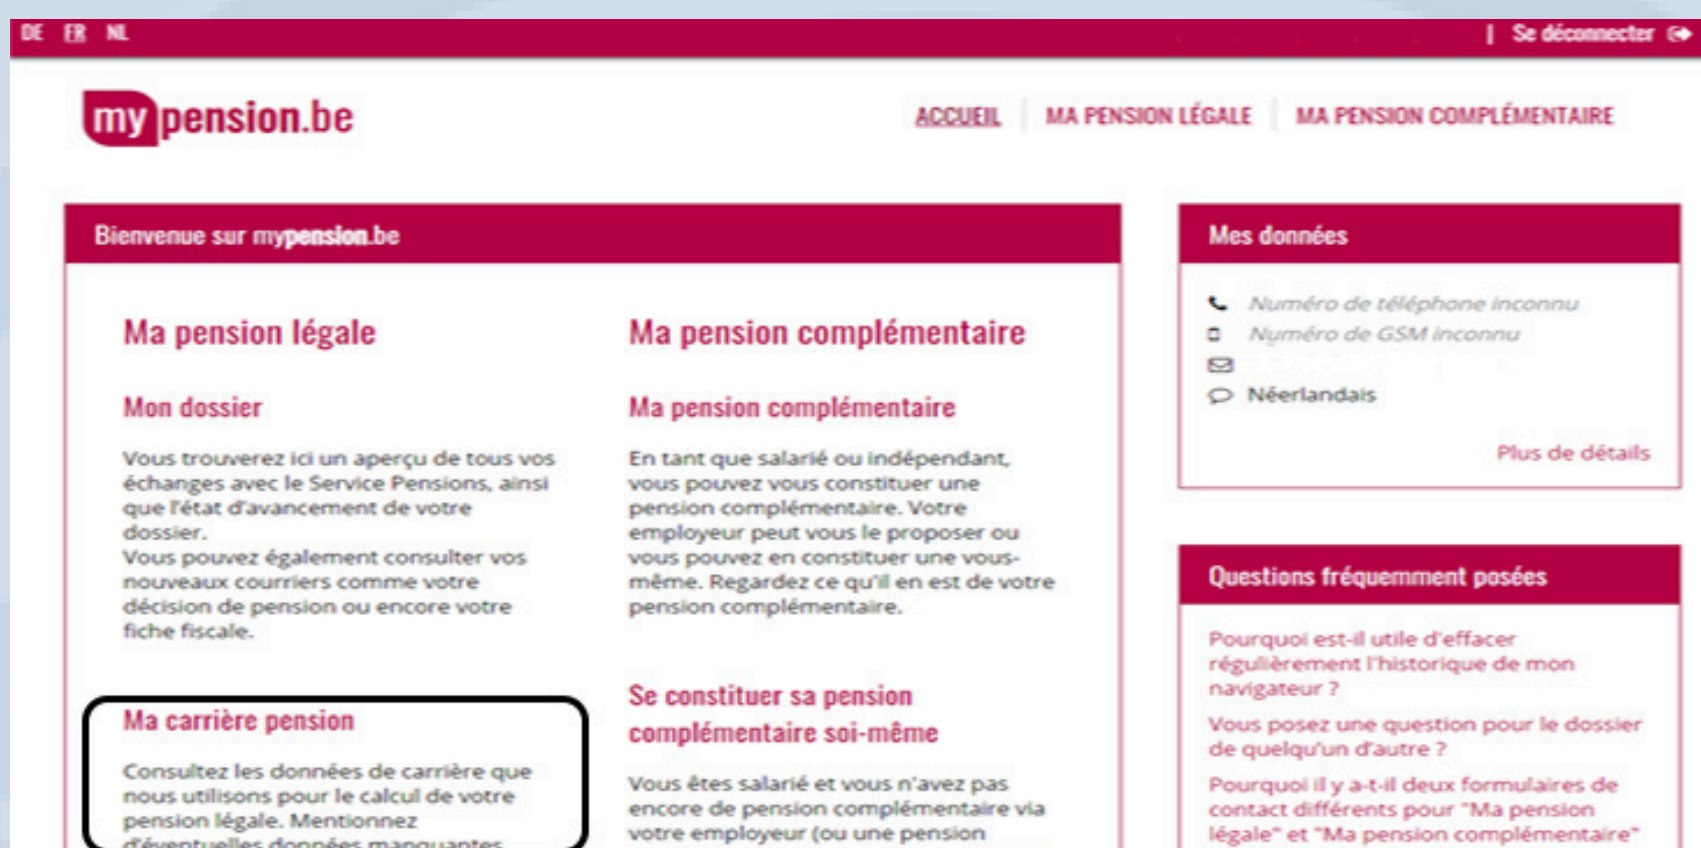 DE FR NL
| Se déconnecter
mypension.be
ACCUEIL MA PENSION LÉGALE MA PENSION COMPLÉMENTAIRE
Bienvenue sur mypension.be
Ma pension légale
Mon dossier
Vous trouverez ici un aperçu de tous vos
échanges avec le Service Pensions, ainsi
que l'état d'avancement de votre
dossier.
Vous pouvez également consulter vos
nouveaux courriers comme votre
décision de pension ou encore votre
fiche fiscale.
Ma carrière pension
Consultez les données de carrière que
nous utilisons pour le calcul de votre
pension légale. Mentionnez
d'éventuelles données manquantes
Ma pension complémentaire
Ma pension complémentaire
En tant que salarié ou indépendant,
vous pouvez vous constituer une
pension complémentaire. Votre
employeur peut vous le proposer ou
vous pouvez en constituer une vous-
même. Regardez ce qu'il en est de votre
pension complémentaire.
Se constituer sa pension
complémentaire soi-même
Vous êtes salarié et vous n'avez pas
encore de pension complémentaire via
votre employeur (ou une pension
Mes données
Numéro de téléphone inconnu
Numéro de GSM inconnu
Néerlandais
Plus de détails
Questions fréquemment posées
Pourquoi est-il utile d'effacer
régulièrement l'historique de mon
navigateur ?
Vous posez une question pour le dossier
de quelqu'un d'autre ?
Pourquoi il y a-t-il deux formulaires de
contact différents pour "Ma pension
légale" et "Ma pension complémentaire"